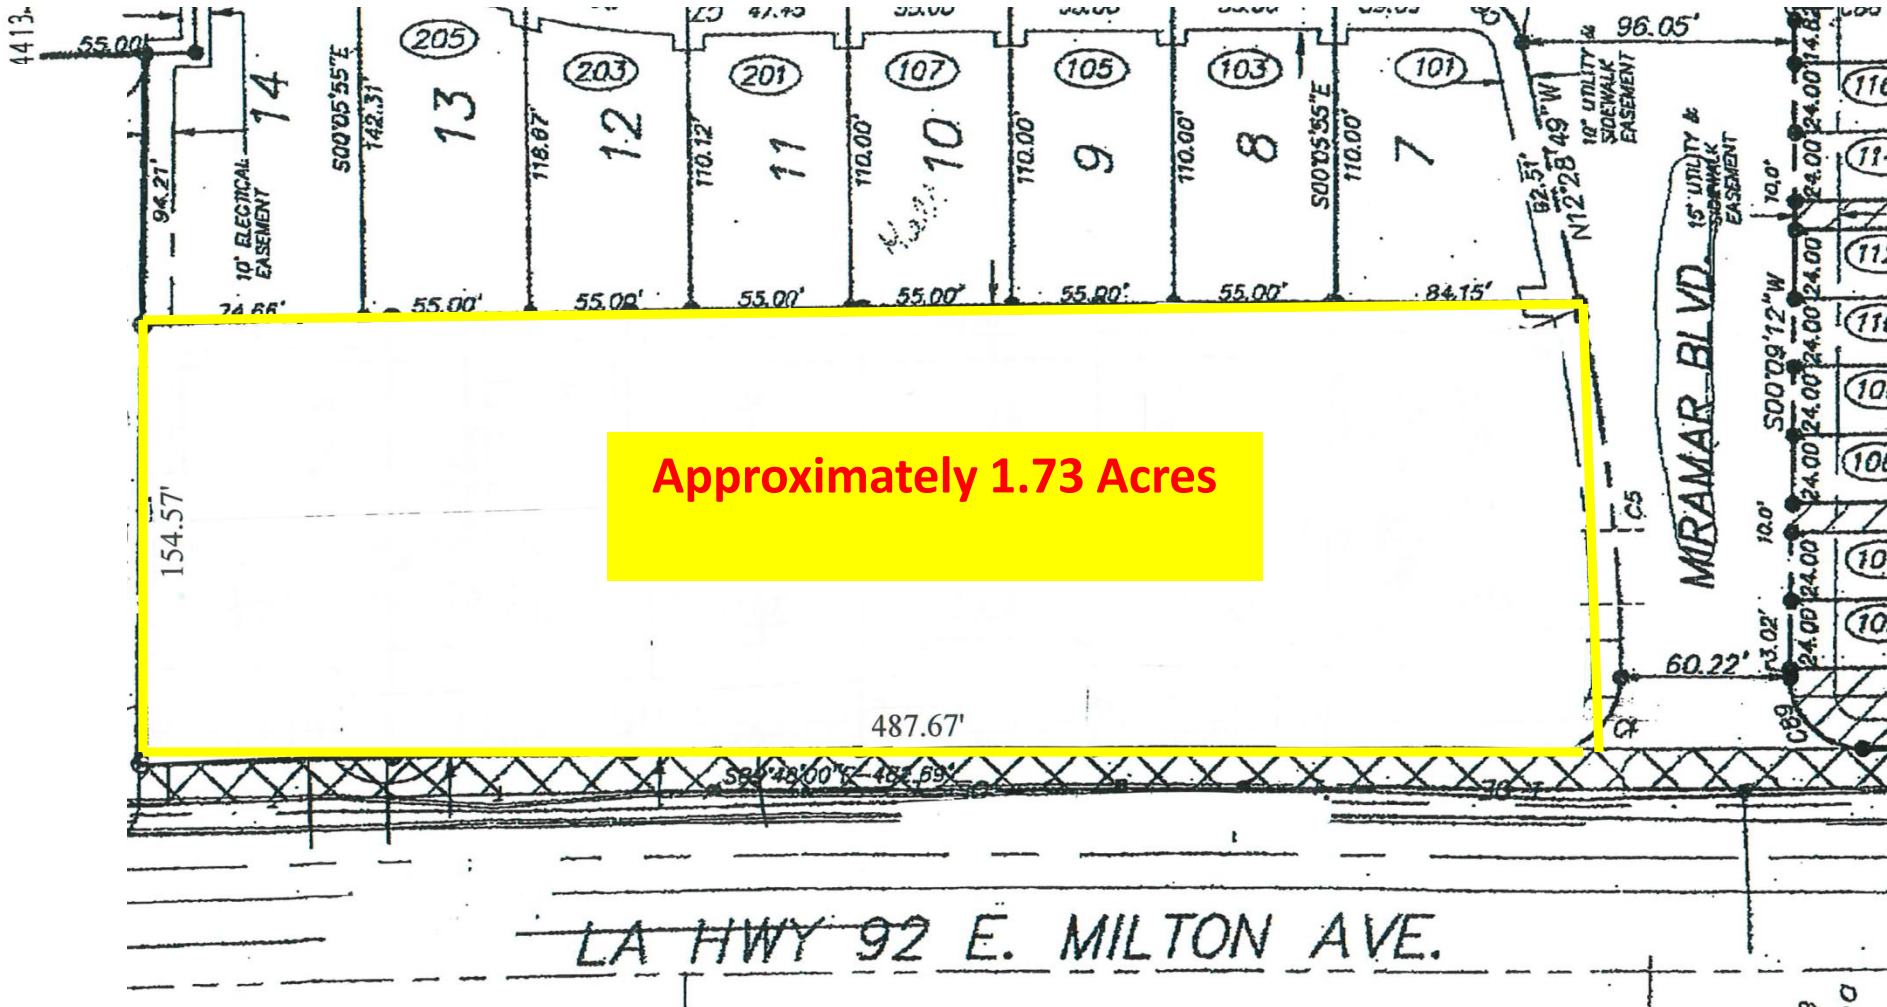 4413
55.00'
96.05'
205
203
201
107
105
103
101
14
13
12
11
10
9
8
7
94.21'
10' ELECTICAL
EASEMENT
S00°05'55"E
142.31'
118.67'
110.12'
110.00'
110.00'
110.00'
S00°05'55"E
110.00'
92.51'
N12°28'49"W
10' UTILITY &
SIDEWALK
EASEMENT
15' UTILITY &
SIDEWALK
EASEMENT
10.0'
74.66'
55.00'
55.00'
55.00'
55.00'
55.00'
55.00'
84.15'
Approximately 1.73 Acres
154.57'
487.67'
C5
MIRAMAR BLVD.
S00°09'12"W
24.00'
24.00'
24.00'
24.00'
24.00'
24.00'
24.00'
24.00
24.00'
10.0'
3.02'
60.22'
C89
LA HWY 92 E. MILTON AVE.